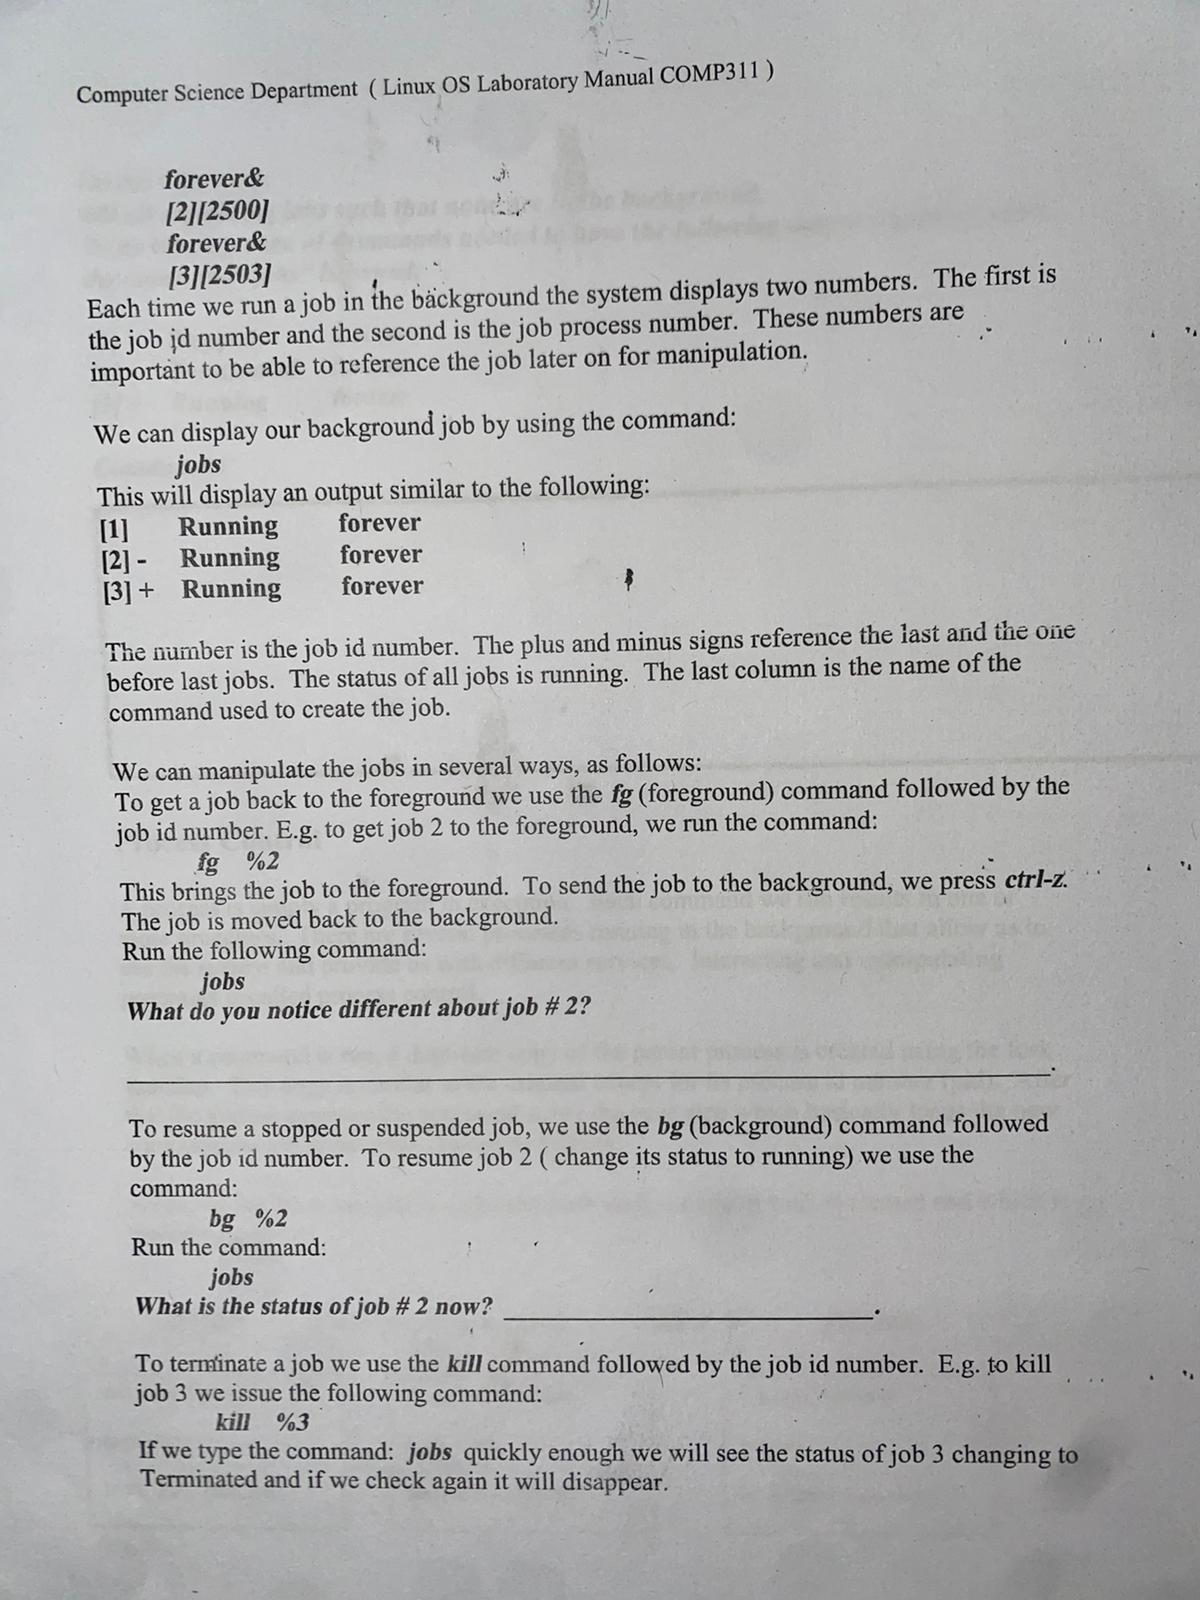 Computer Science Department ( Linux OS Laboratory Manual COMP311 )
forever&
[2][2500]
forever&
[3][2503]
Each time we run a job in the background the system displays two numbers. The first is
the job id number and the second is the job process number. These numbers are
important to be able to reference the job later on for manipulation.
We can display our background job by using the command:
jobs
This will display an output similar to the following:
[1] Running forever
[2] - Running forever
[3] + Running forever
The number is the job id number. The plus and minus signs reference the last and the one
before last jobs. The status of all jobs is running. The last column is the name of the
command used to create the job.
We can manipulate the jobs in several ways, as follows:
To get a job back to the foreground we use the fg (foreground) command followed by the
job id number. E.g. to get job 2 to the foreground, we run the command:
fg %2
This brings the job to the foreground. To send the job to the background, we press ctrl-z.
The job is moved back to the background.
Run the following command:
jobs
What do you notice different about job # 2?
To resume a stopped or suspended job, we use the bg (background) command followed
by the job id number. To resume job 2 ( change its status to running) we use the
command:
bg %2
Run the command:
jobs
What is the status of job # 2 now? ____________________.
To terminate a job we use the kill command followed by the job id number. E.g. to kill
job 3 we issue the following command:
kill %3
If we type the command: jobs quickly enough we will see the status of job 3 changing to
Terminated and if we check again it will disappear.